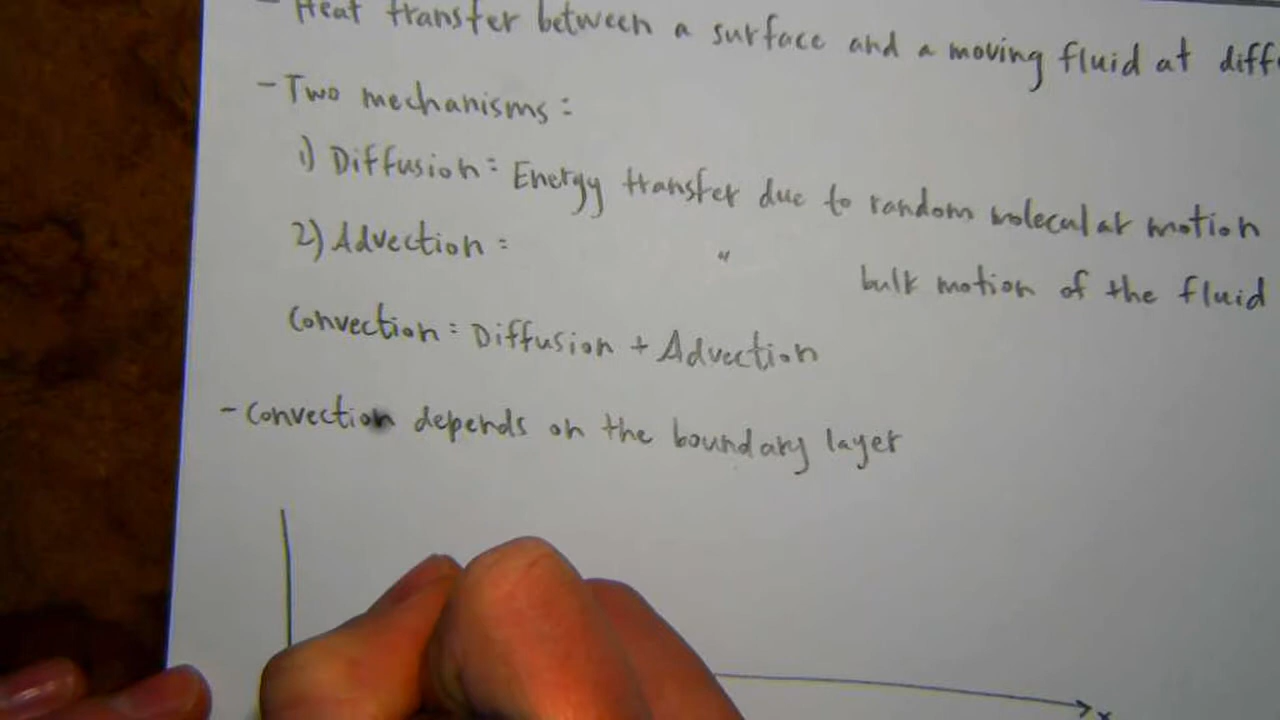 - Heat transfer between a surface and a moving fluid at diff
- Two mechanisms:
1) Diffusion: Energy transfer due to random molecular motion
2) Advection: " bulk motion of the fluid
Convection: Diffusion + Advection
- Convection depends on the boundary layer
x